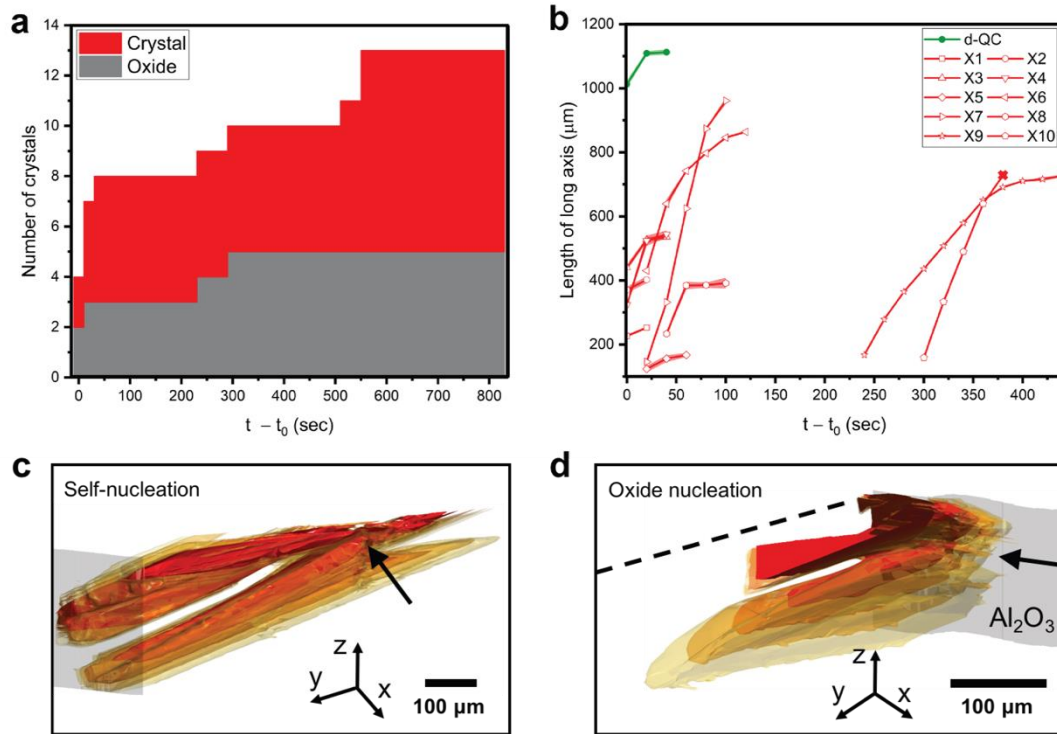 a
14
12
10
8
6
4
2
0
Number of crystals
Crystal
Oxide
0 100 200 300 400 500 600 700 800
t − t0 (sec)
b
1200
1000
800
600
400
200
Length of long axis (μm)
d-QC
X1 X2
X3 X4
X5 X6
X7 X8
X9 X10
0 50 100 150 200 250 300 350 400
t − t0 (sec)
c
Self-nucleation
z
y
x
100 μm
d
Oxide nucleation
Al2O3
z
y
x
100 μm